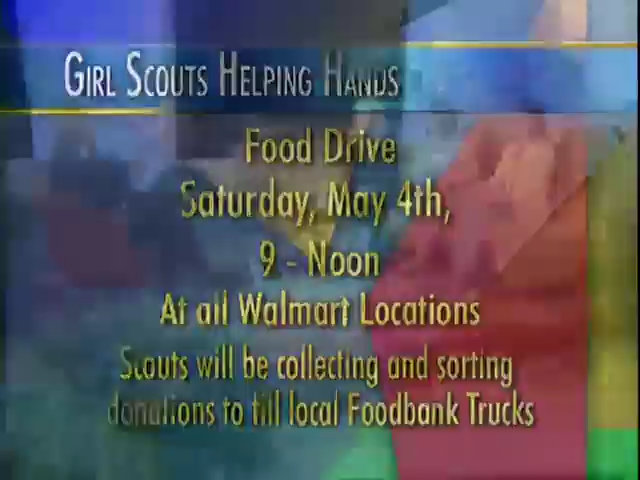 Girl Scouts Helping Hands
Food Drive
Saturday, May 4th,
9 - Noon
At all Walmart Locations
Scouts will be collecting and sorting
donations to fill local Foodbank Trucks